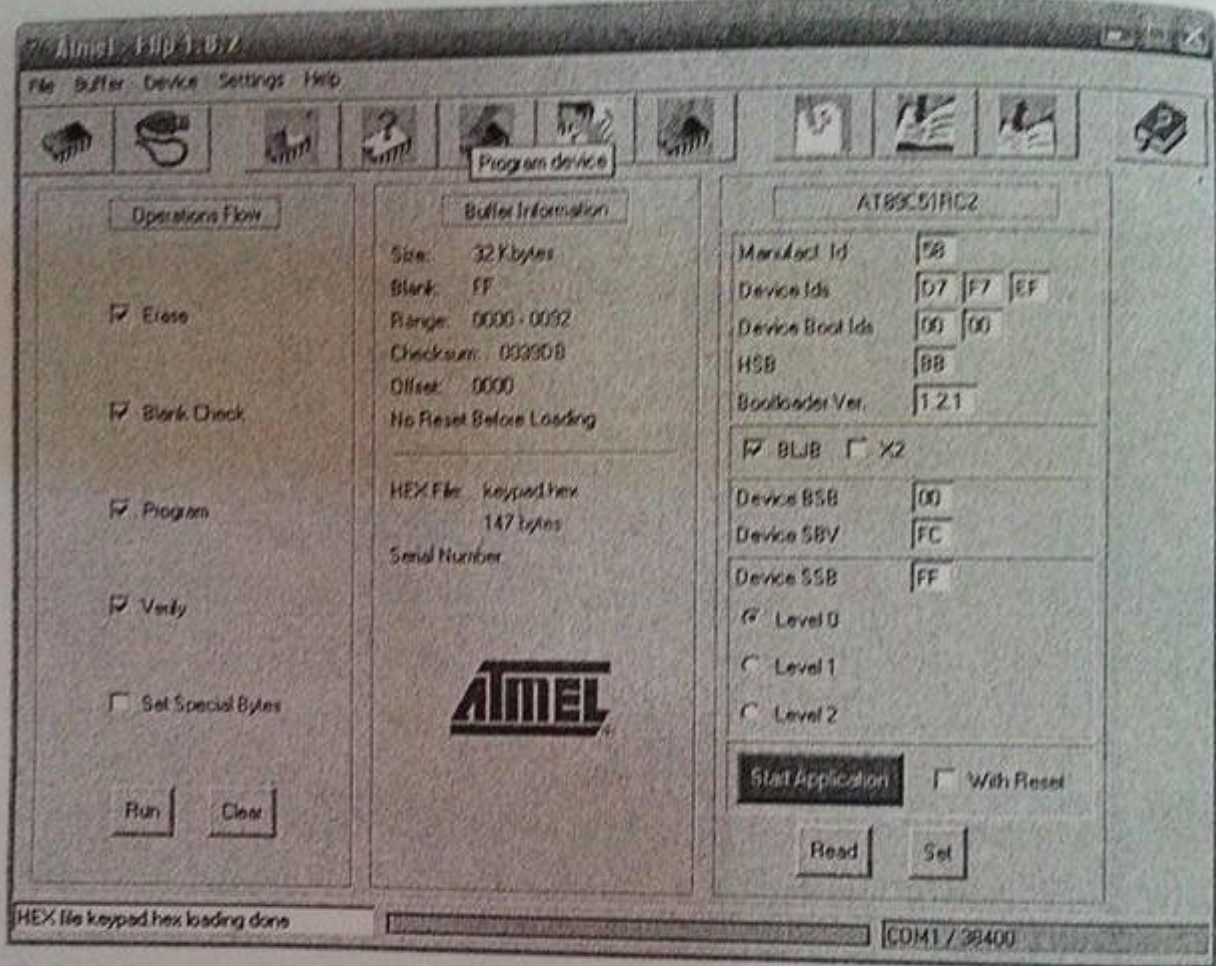 Atmel - Flip 1.8.2
File Buffer Device Settings Help
Program device
Operations Flow
Erase
Blank Check
Program
Verify
Set Special Bytes
Run
Clear
Buffer Information
Size: 32 Kbytes
Blank: FF
Range: 0000 - 0092
Checksum: 0039DB
Offset: 0000
No Reset Before Loading
HEX File: keypad.hex
147 bytes
Serial Number
ATMEL
AT89C51RC2
Manufact. Id 58
Device Ids D7 F7 EF
Device Boot Ids 00 00
HSB BB
Bootloader Ver. 1.2.1
BLJB X2
Device BSB 00
Device SBV FC
Device SSB FF
Level 0
Level 1
Level 2
Start Application With Reset
Read
Set
HEX file keypad.hex loading done
COM1 / 38400